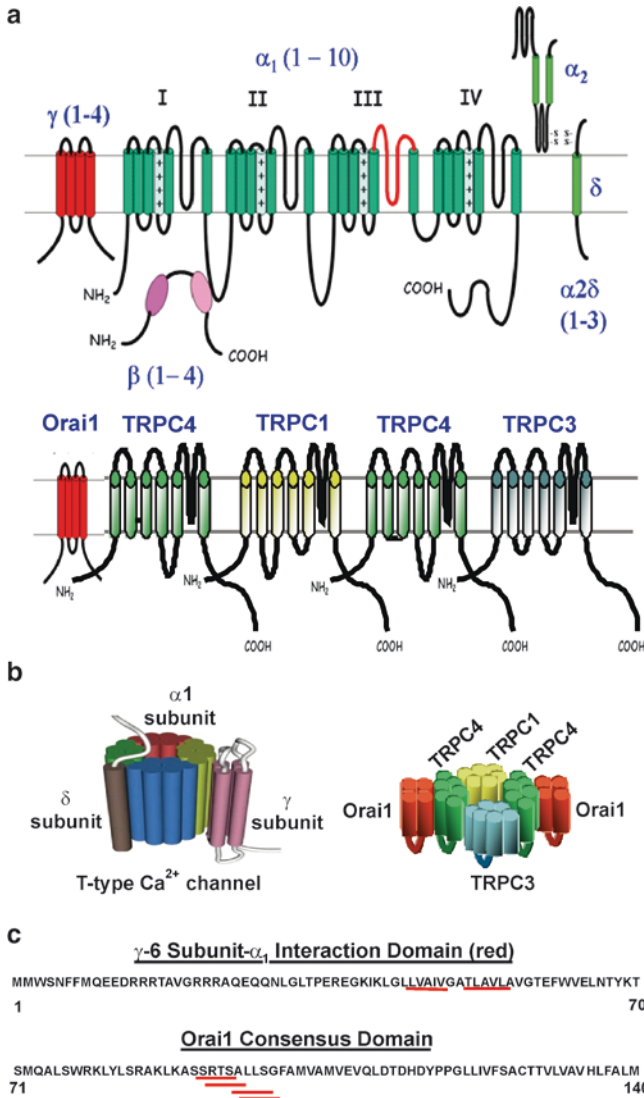 a
α1 (1 – 10)
γ (1-4)
I II III IV
α2
-S-S-
-S-S-
δ
+ + + +
+ + + +
+ + + +
+ + + +
NH2
COOH
α2δ
(1-3)
NH2
COOH
β (1– 4)
Orai1 TRPC4 TRPC1 TRPC4 TRPC3
NH2 NH2 NH2 NH2
COOH COOH COOH COOH
b
α1
subunit
δ
subunit
γ
subunit
T-type Ca2+ channel
TRPC4 TRPC1 TRPC4
Orai1 Orai1
TRPC3
c
γ-6 Subunit-α1 Interaction Domain (red)
MMWSNFFMQEEDRRRTAVGRRRAQEQQNLGLTPEREGKIKLGLLVAIVGATLAVLAVGTEFWVELNTYKT
1 70
Orai1 Consensus Domain
SMQALSWRKLYLSRAKLKASSRTSALLSGFAMVAMVEVQLDTDHDYPPGLLIVFSACTTVLVAVHLFALM
71 140